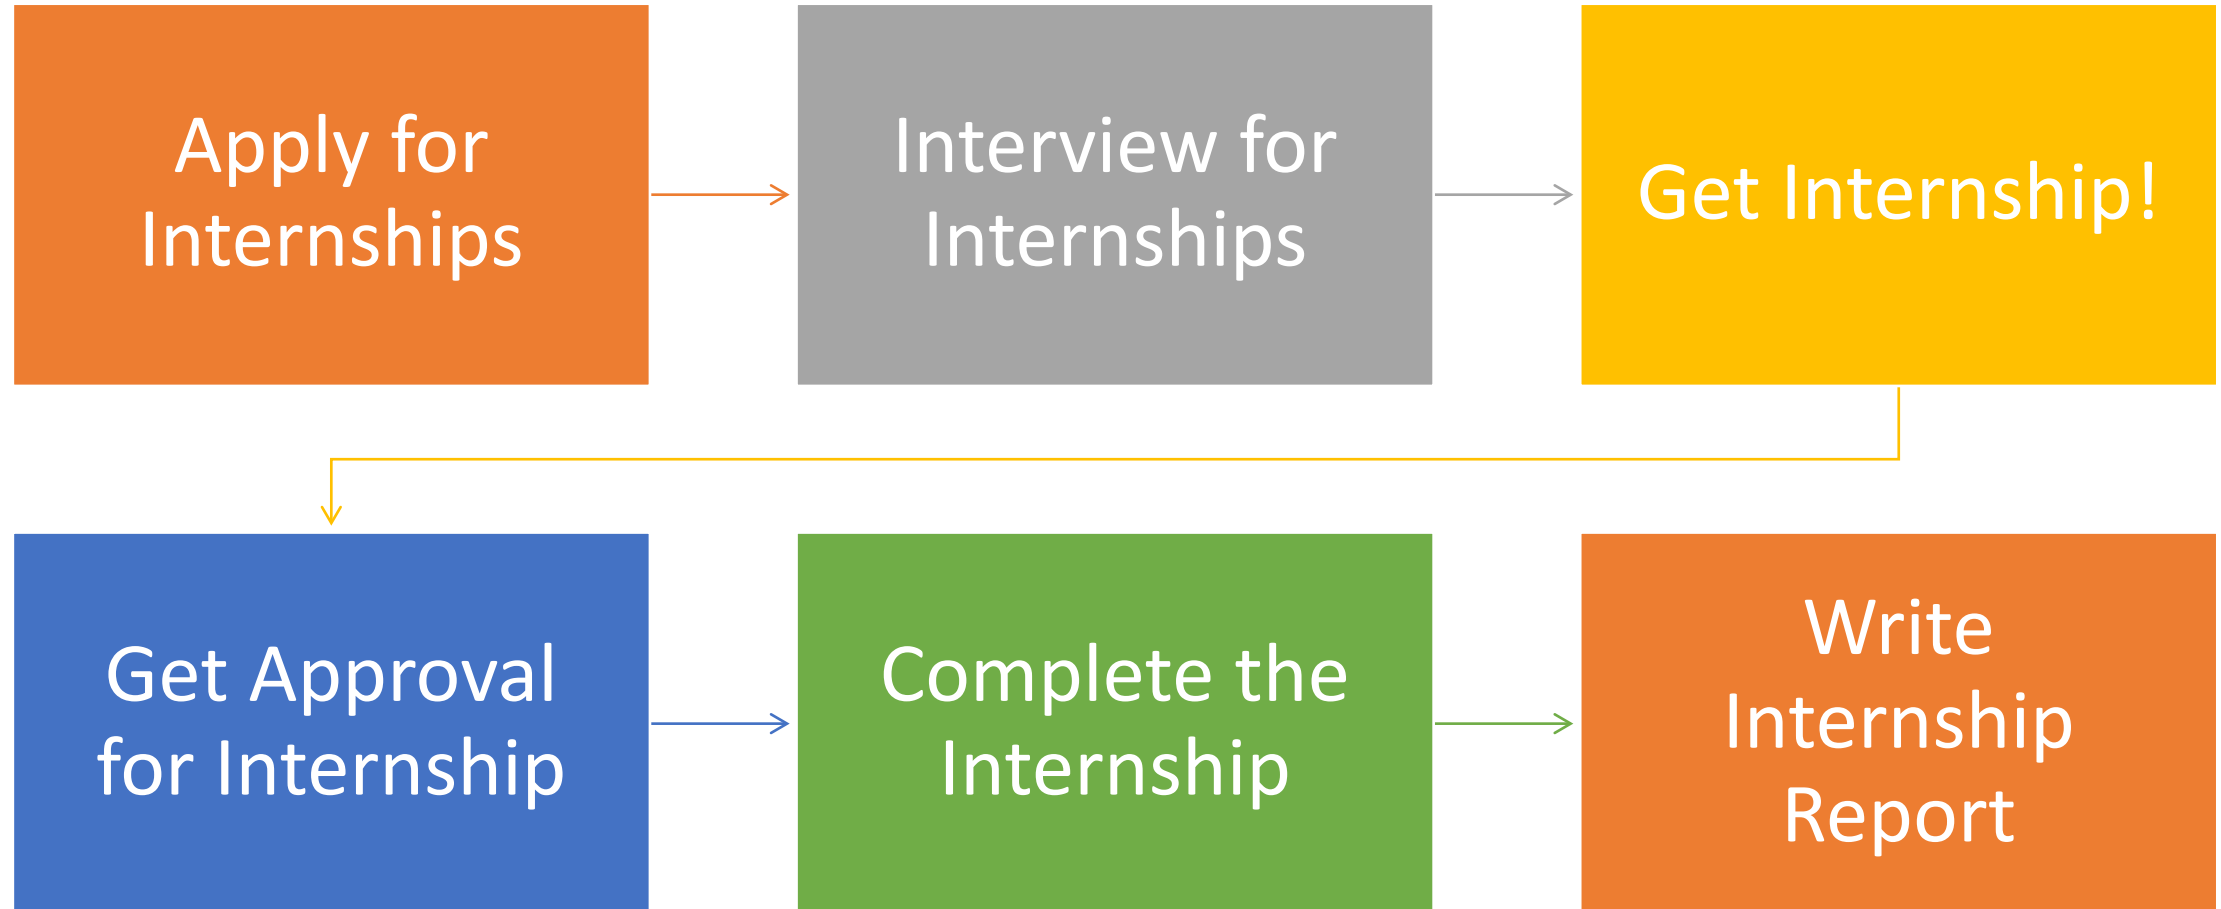 Apply for
Internships
Interview for
Internships
Get Internship!
Get Approval
for Internship
Complete the
Internship
Write
Internship
Report